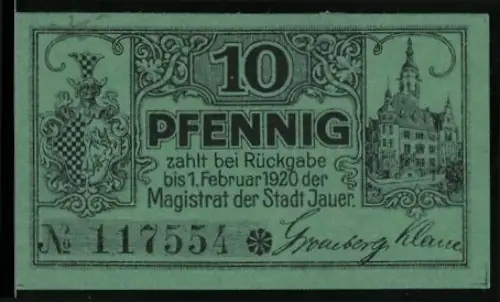 10
PFENNIG
zahlt bei Rückgabe
bis 1. Februar 1920 der
Magistrat der Stadt Jauer.
№ 117554